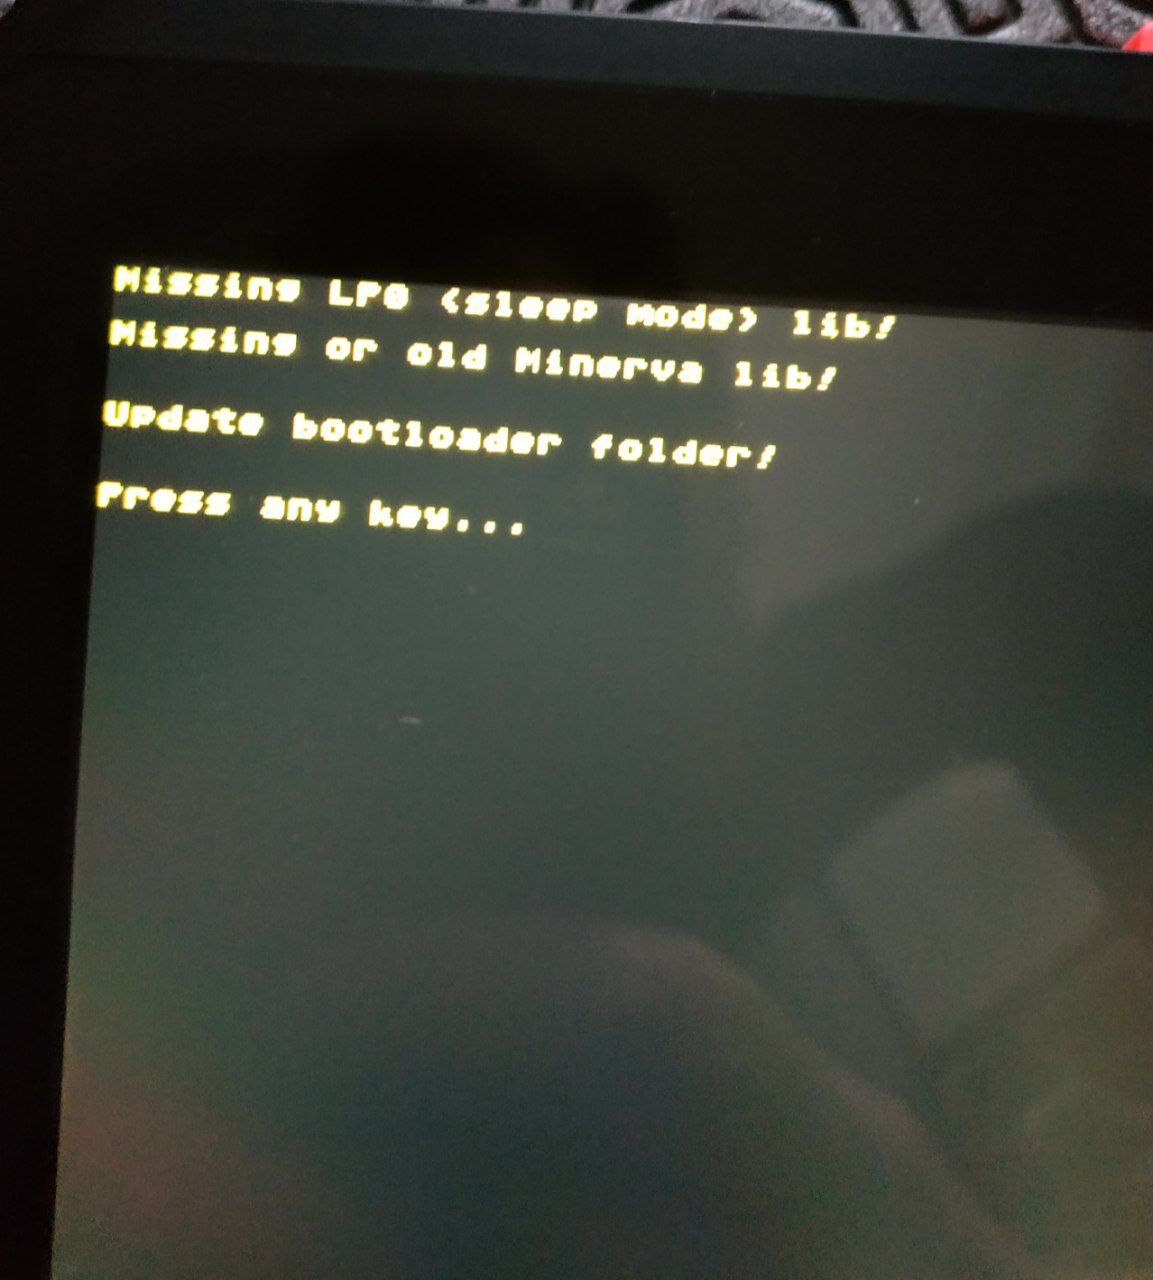 Missing LP0 (sleep mode) lib!
Missing or old Minerva lib!
Update bootloader folder!
Press any key...